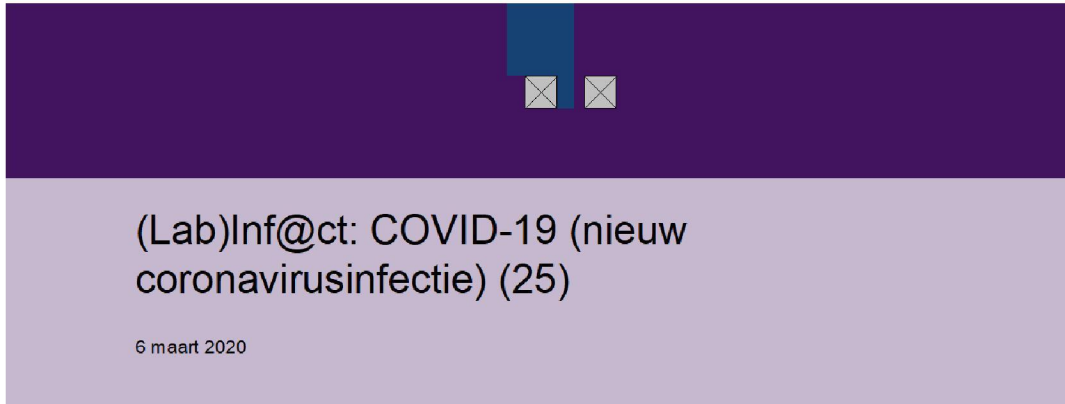 (Lab)Inf@ct: COVID-19 (nieuw
coronavirusinfectie) (25)
6 maart 2020